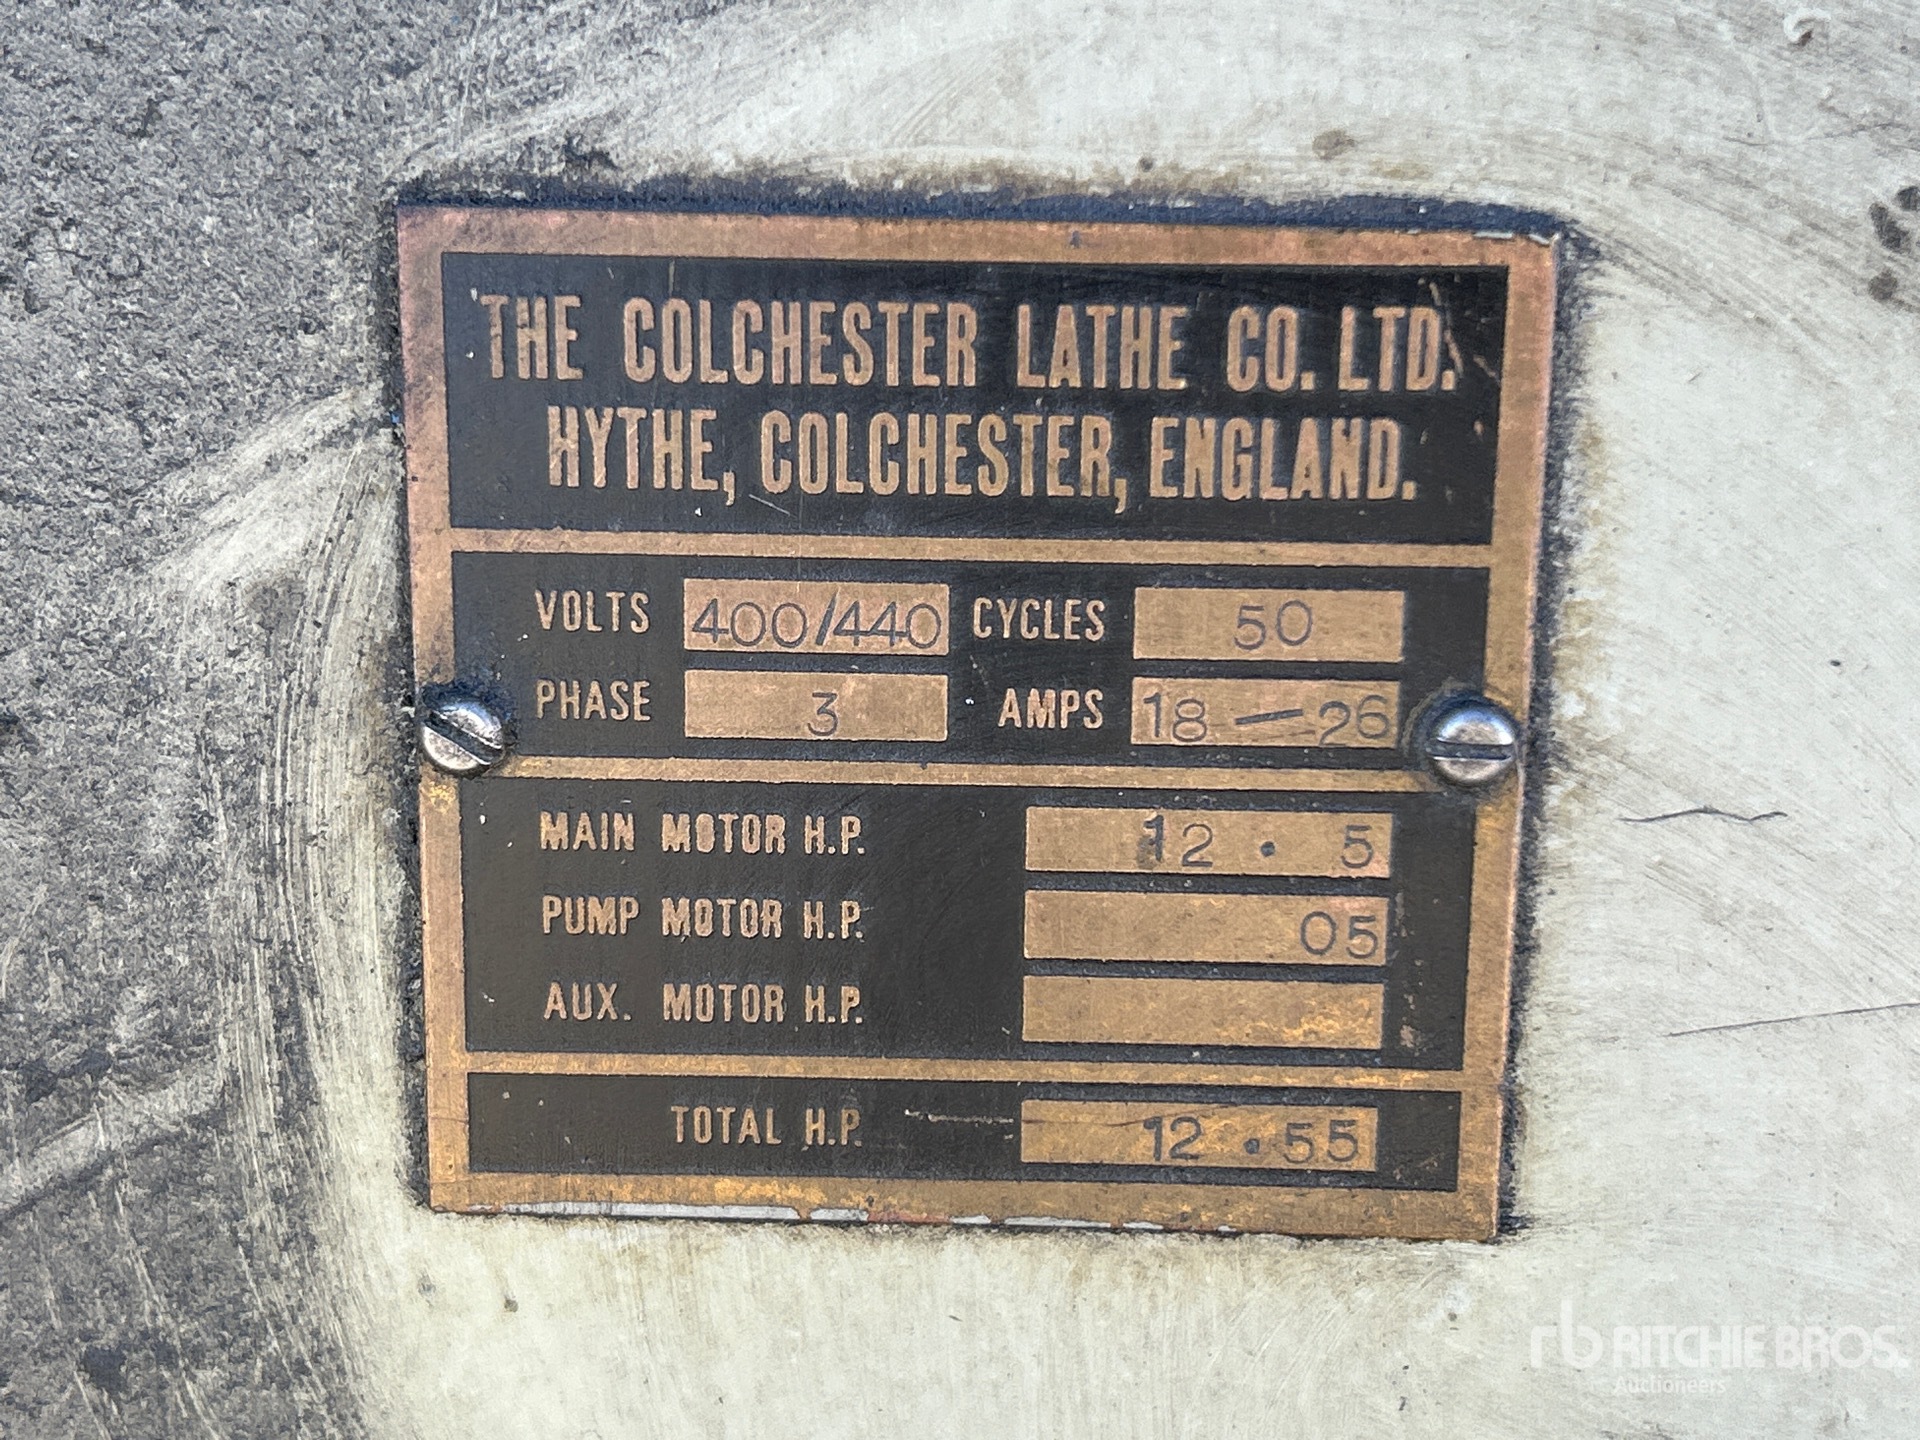 THE COLCHESTER LATHE CO. LTD.
HYTHE, COLCHESTER, ENGLAND.
VOLTS 400/440 CYCLES 50
PHASE 3 AMPS 18 — 26
MAIN MOTOR H.P. 12 . 5
PUMP MOTOR H.P. 05
AUX. MOTOR H.P.
TOTAL H.P. 12 . 55
rb RITCHIE BROS.
Auctioneers